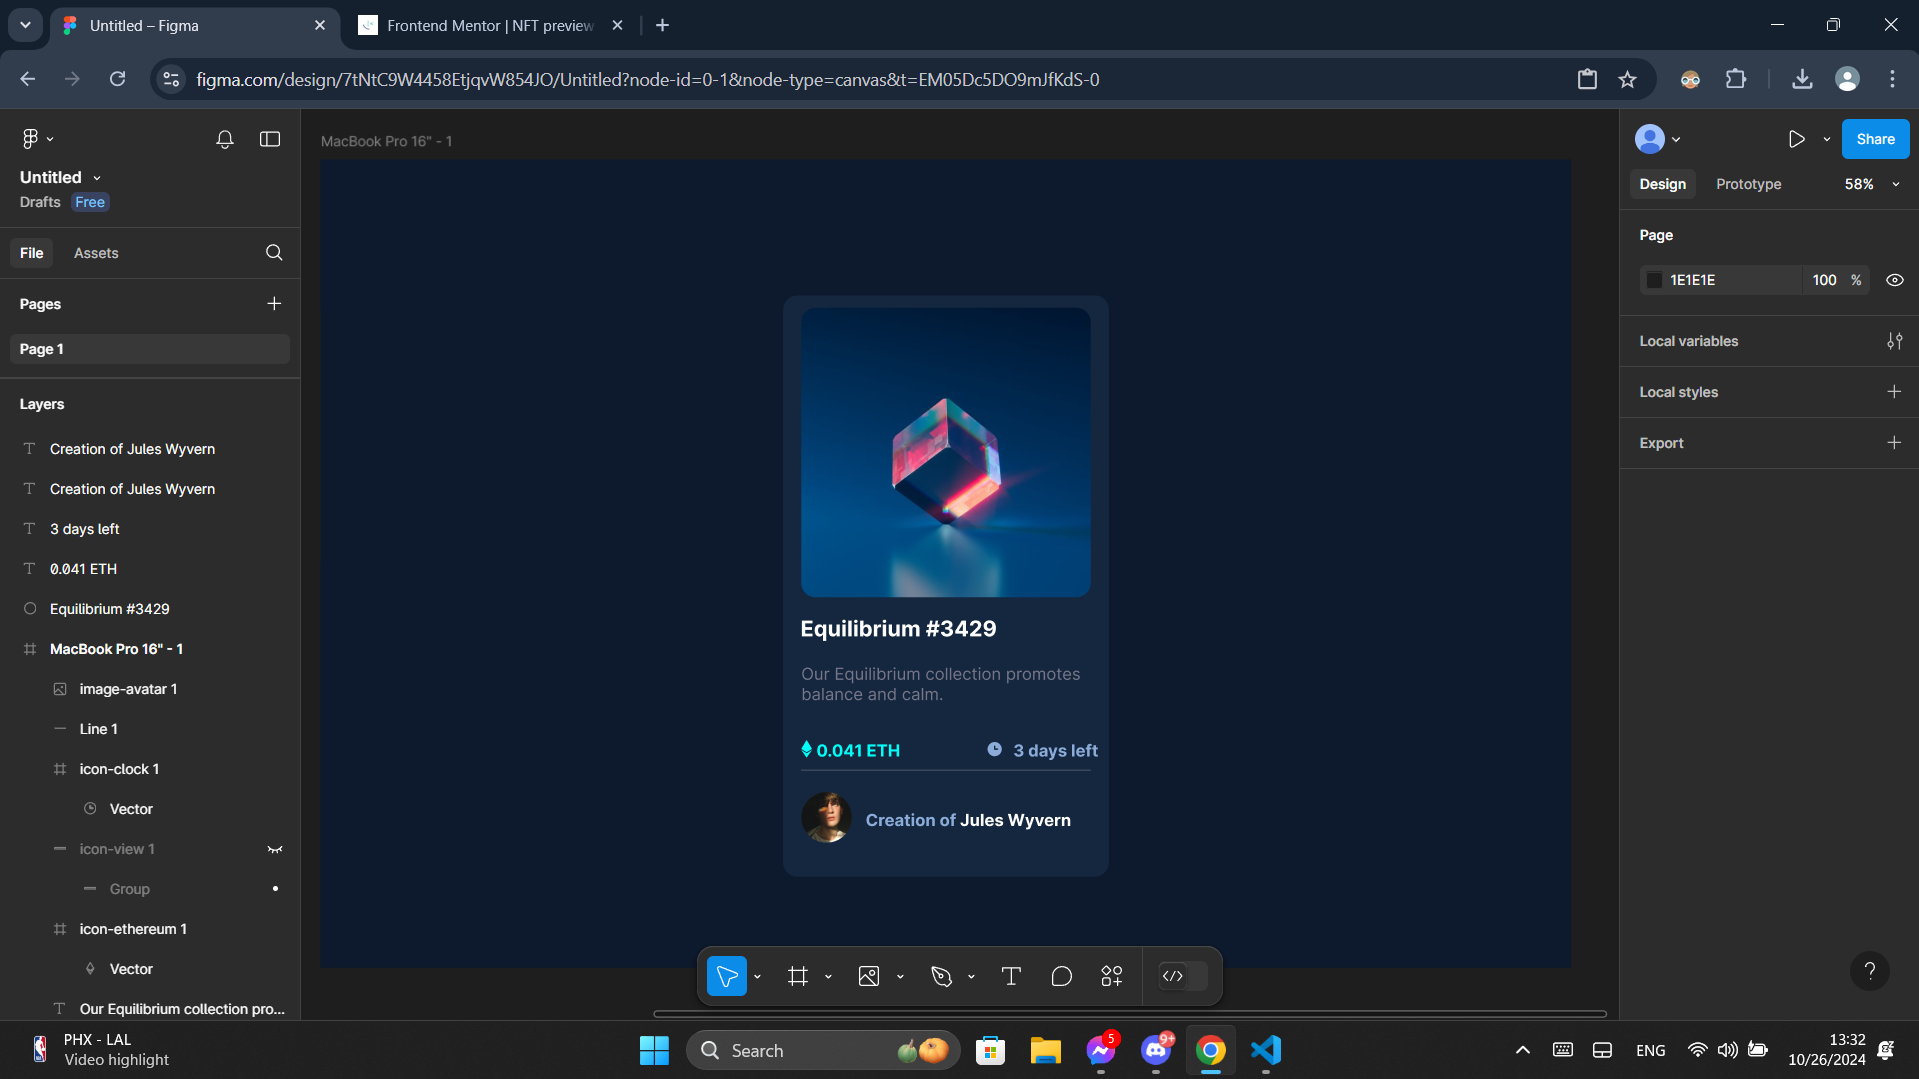 Untitled – Figma
Frontend Mentor | NFT preview
figma.com/design/7tNtC9W4458EtjqvW854JO/Untitled?node-id=0-1&node-type=canvas&t=EM05Dc5DO9mJfKdS-0
Untitled
Drafts Free
File Assets
Pages
Page 1
Layers
Creation of Jules Wyvern
Creation of Jules Wyvern
3 days left
0.041 ETH
Equilibrium #3429
MacBook Pro 16" - 1
image-avatar 1
Line 1
icon-clock 1
Vector
icon-view 1
Group
icon-ethereum 1
Vector
Our Equilibrium collection pro...
MacBook Pro 16" - 1
Equilibrium #3429
Our Equilibrium collection promotes
balance and calm.
0.041 ETH 3 days left
Creation of Jules Wyvern
Share
Design Prototype 58%
Page
1E1E1E 100 %
Local variables
Local styles
Export
?
PHX - LAL
Video highlight
Search
5
9+
ENG
13:32
10/26/2024